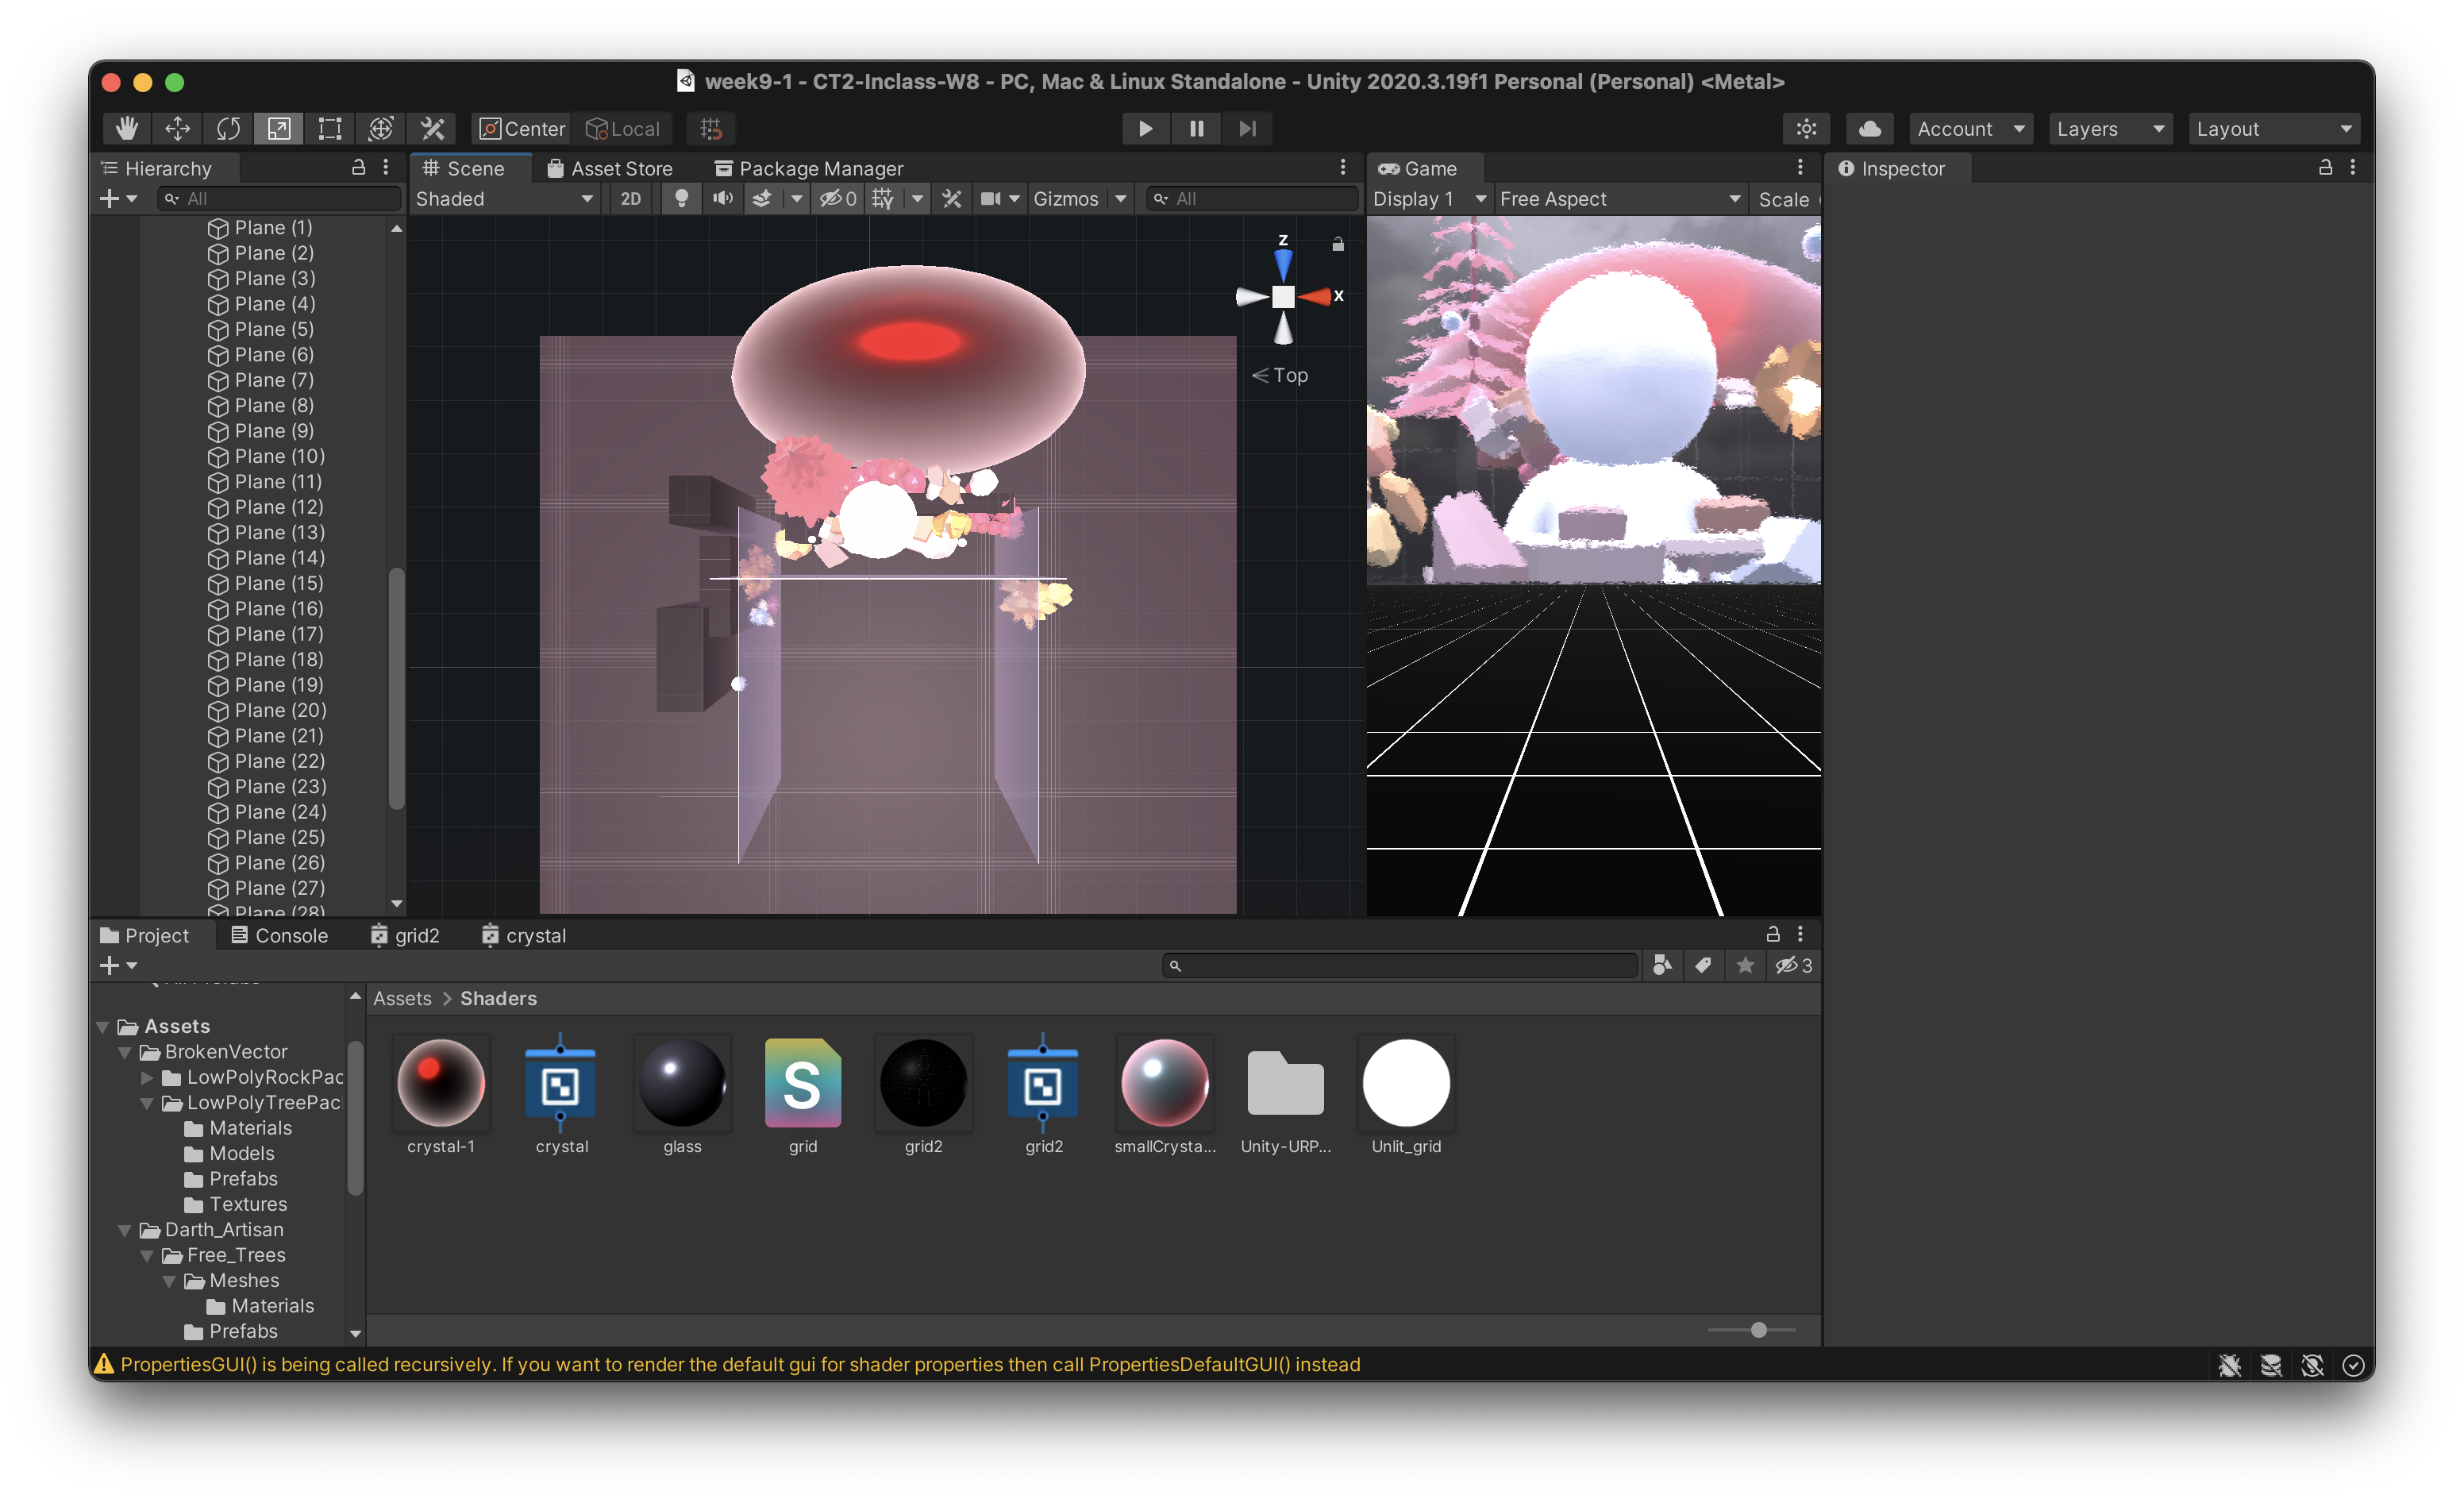 week9-1 - CT2-Inclass-W8 - PC, Mac & Linux Standalone - Unity 2020.3.19f1 Personal (Personal) <Metal>
Center Local Account Layers Layout
Hierarchy
All
Plane (1)
Plane (2)
Plane (3)
Plane (4)
Plane (5)
Plane (6)
Plane (7)
Plane (8)
Plane (9)
Plane (10)
Plane (11)
Plane (12)
Plane (13)
Plane (14)
Plane (15)
Plane (16)
Plane (17)
Plane (18)
Plane (19)
Plane (20)
Plane (21)
Plane (22)
Plane (23)
Plane (24)
Plane (25)
Plane (26)
Plane (27)
Plane (28)
Scene Asset Store Package Manager
Shaded 2D 0 Gizmos All
z
x
Top
Game
Display 1 Free Aspect Scale
Inspector
Project Console grid2 crystal
3
Assets
BrokenVector
LowPolyRockPac
LowPolyTreePac
Materials
Models
Prefabs
Textures
Darth_Artisan
Free_Trees
Meshes
Materials
Prefabs
Assets > Shaders
S
crystal-1 crystal glass grid grid2 grid2 smallCrysta... Unity-URP... Unlit_grid
PropertiesGUI() is being called recursively. If you want to render the default gui for shader properties then call PropertiesDefaultGUI() instead